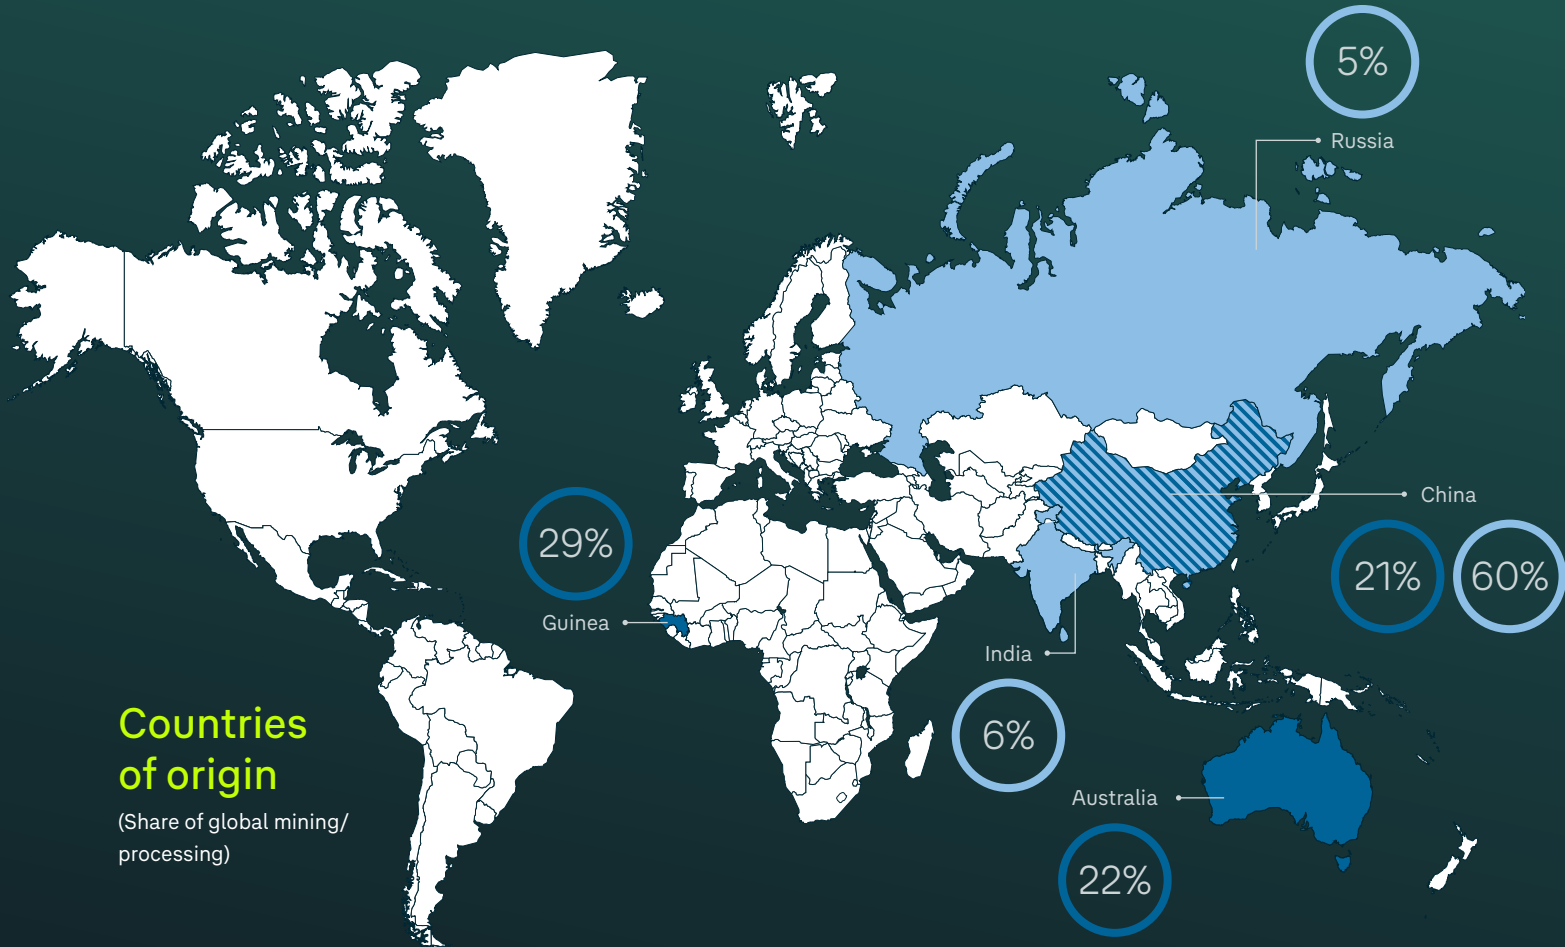 5%
Russia
China
21% 60%
29%
Guinea
India
6%
Australia
22%
Countries
of origin
(Share of global mining/
processing)